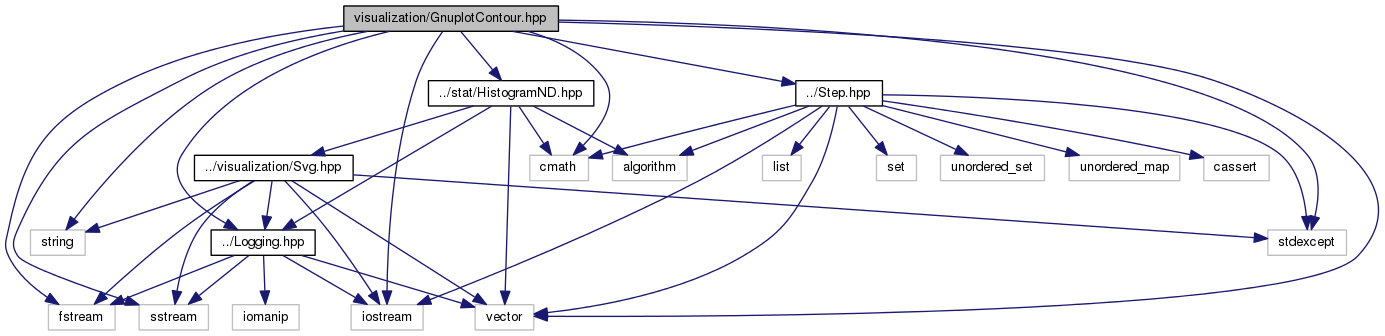 visualization/GnuplotContour.hpp
../stat/HistogramND.hpp
../Step.hpp
../visualization/Svg.hpp
cmath
algorithm
list
set
unordered_set
unordered_map
cassert
string
../Logging.hpp
stdexcept
fstream
sstream
iomanip
iostream
vector